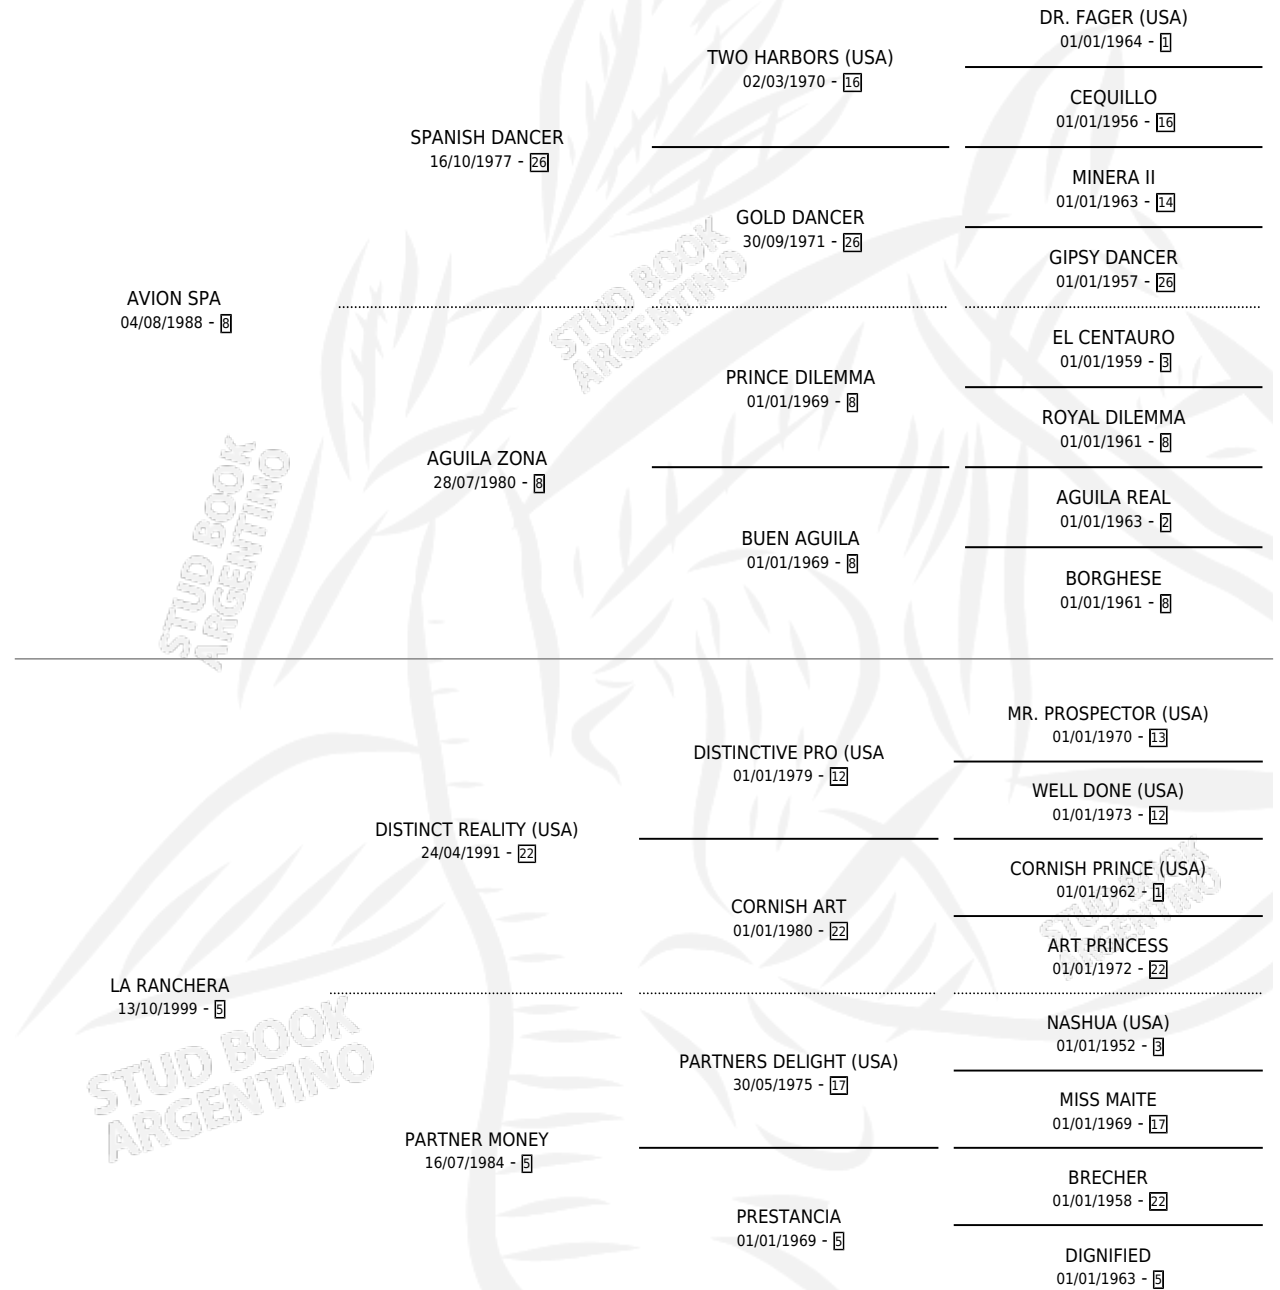 DR. FAGER (USA)
01/01/1964 - 1
TWO HARBORS (USA)
02/03/1970 - 16
CEQUILLO
01/01/1956 - 16
SPANISH DANCER
16/10/1977 - 26
MINERA II
01/01/1963 - 14
GOLD DANCER
30/09/1971 - 26
GIPSY DANCER
01/01/1957 - 26
AVION SPA
04/08/1988 - 8
STUD BOOK
ARGENTINO
EL CENTAURO
01/01/1959 - 3
PRINCE DILEMMA
01/01/1969 - 8
ROYAL DILEMMA
01/01/1961 - 8
AGUILA ZONA
28/07/1980 - 8
AGUILA REAL
01/01/1963 - 2
BUEN AGUILA
01/01/1969 - 8
BORGHESE
01/01/1961 - 8
STUD BOOK
ARGENTINO
MR. PROSPECTOR (USA)
01/01/1970 - 13
DISTINCTIVE PRO (USA
01/01/1979 - 12
WELL DONE (USA)
01/01/1973 - 12
DISTINCT REALITY (USA)
24/04/1991 - 22
CORNISH PRINCE (USA)
01/01/1962 - 1
CORNISH ART
01/01/1980 - 22
STUD BOOK
ARGENTINO
ART PRINCESS
01/01/1972 - 22
LA RANCHERA
13/10/1999 - 5
STUD BOOK
ARGENTINO
NASHUA (USA)
01/01/1952 - 3
PARTNERS DELIGHT (USA)
30/05/1975 - 17
MISS MAITE
01/01/1969 - 17
PARTNER MONEY
16/07/1984 - 5
BRECHER
01/01/1958 - 22
PRESTANCIA
01/01/1969 - 5
DIGNIFIED
01/01/1963 - 5